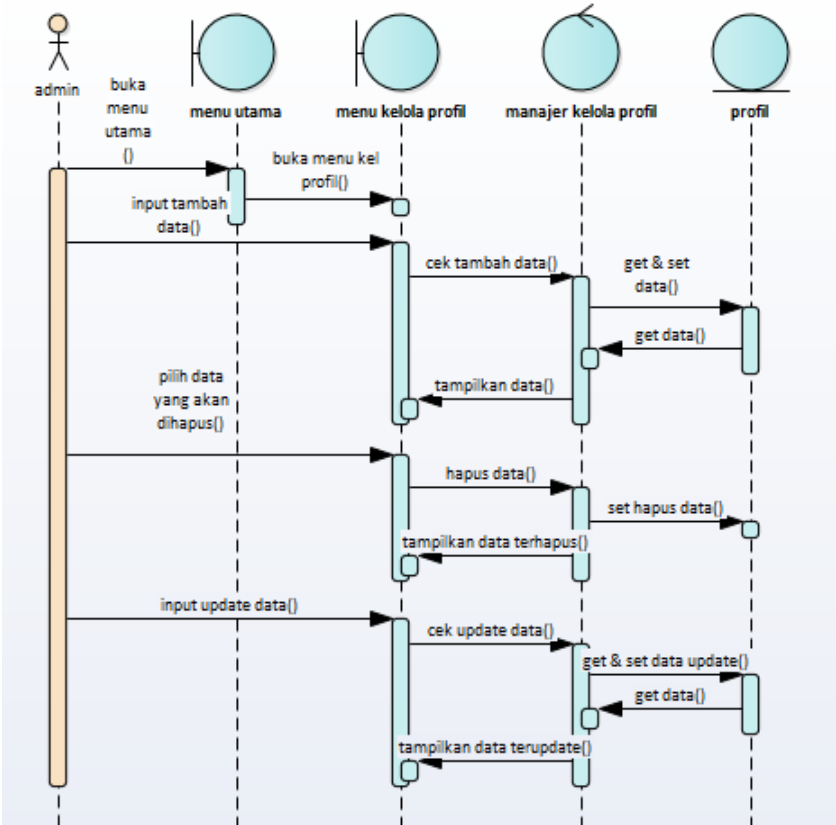 admin
menu utama
menu kelola profil
manajer kelola profil
profil
buka
menu
utama
()
buka menu kel
profil()
input tambah
data()
cek tambah data()
get & set
data()
get data()
tampilkan data()
pilih data
yang akan
dihapus()
hapus data()
set hapus data()
tampilkan data terhapus()
input update data()
cek update data()
get & set data update()
get data()
tampilkan data terupdate()